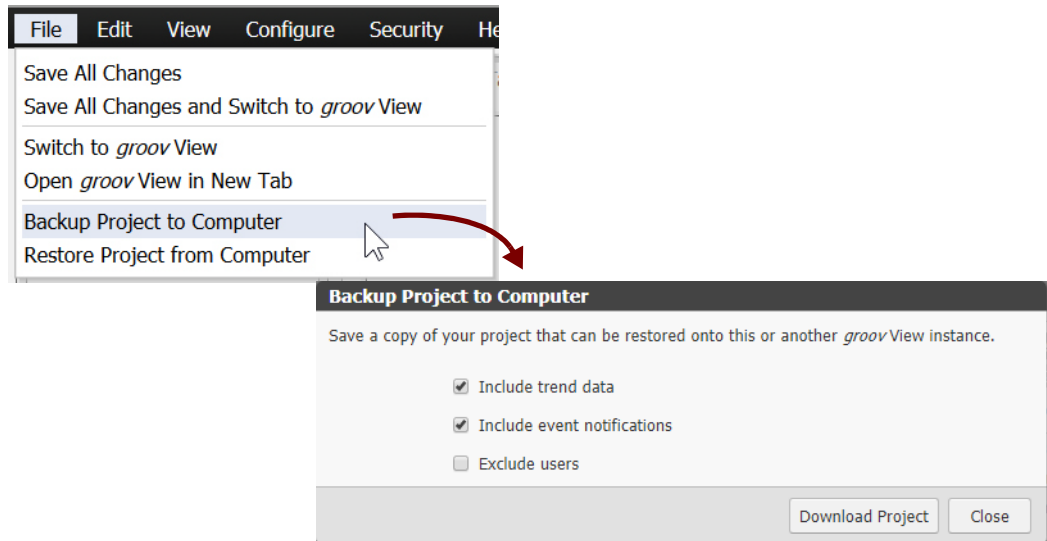 File Edit View Configure Security He
Save All Changes
Save All Changes and Switch to groov View
Switch to groov View
Open groov View in New Tab
Backup Project to Computer
Restore Project from Computer
Backup Project to Computer
Save a copy of your project that can be restored onto this or another groov View instance.
Include trend data
Include event notifications
Exclude users
Download Project Close